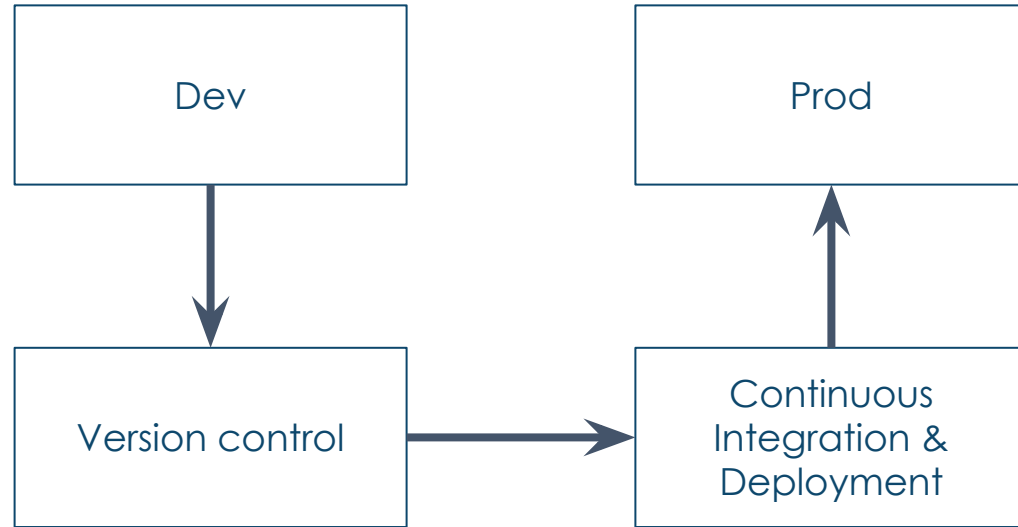 Dev
Prod
Version control
Continuous
Integration &
Deployment